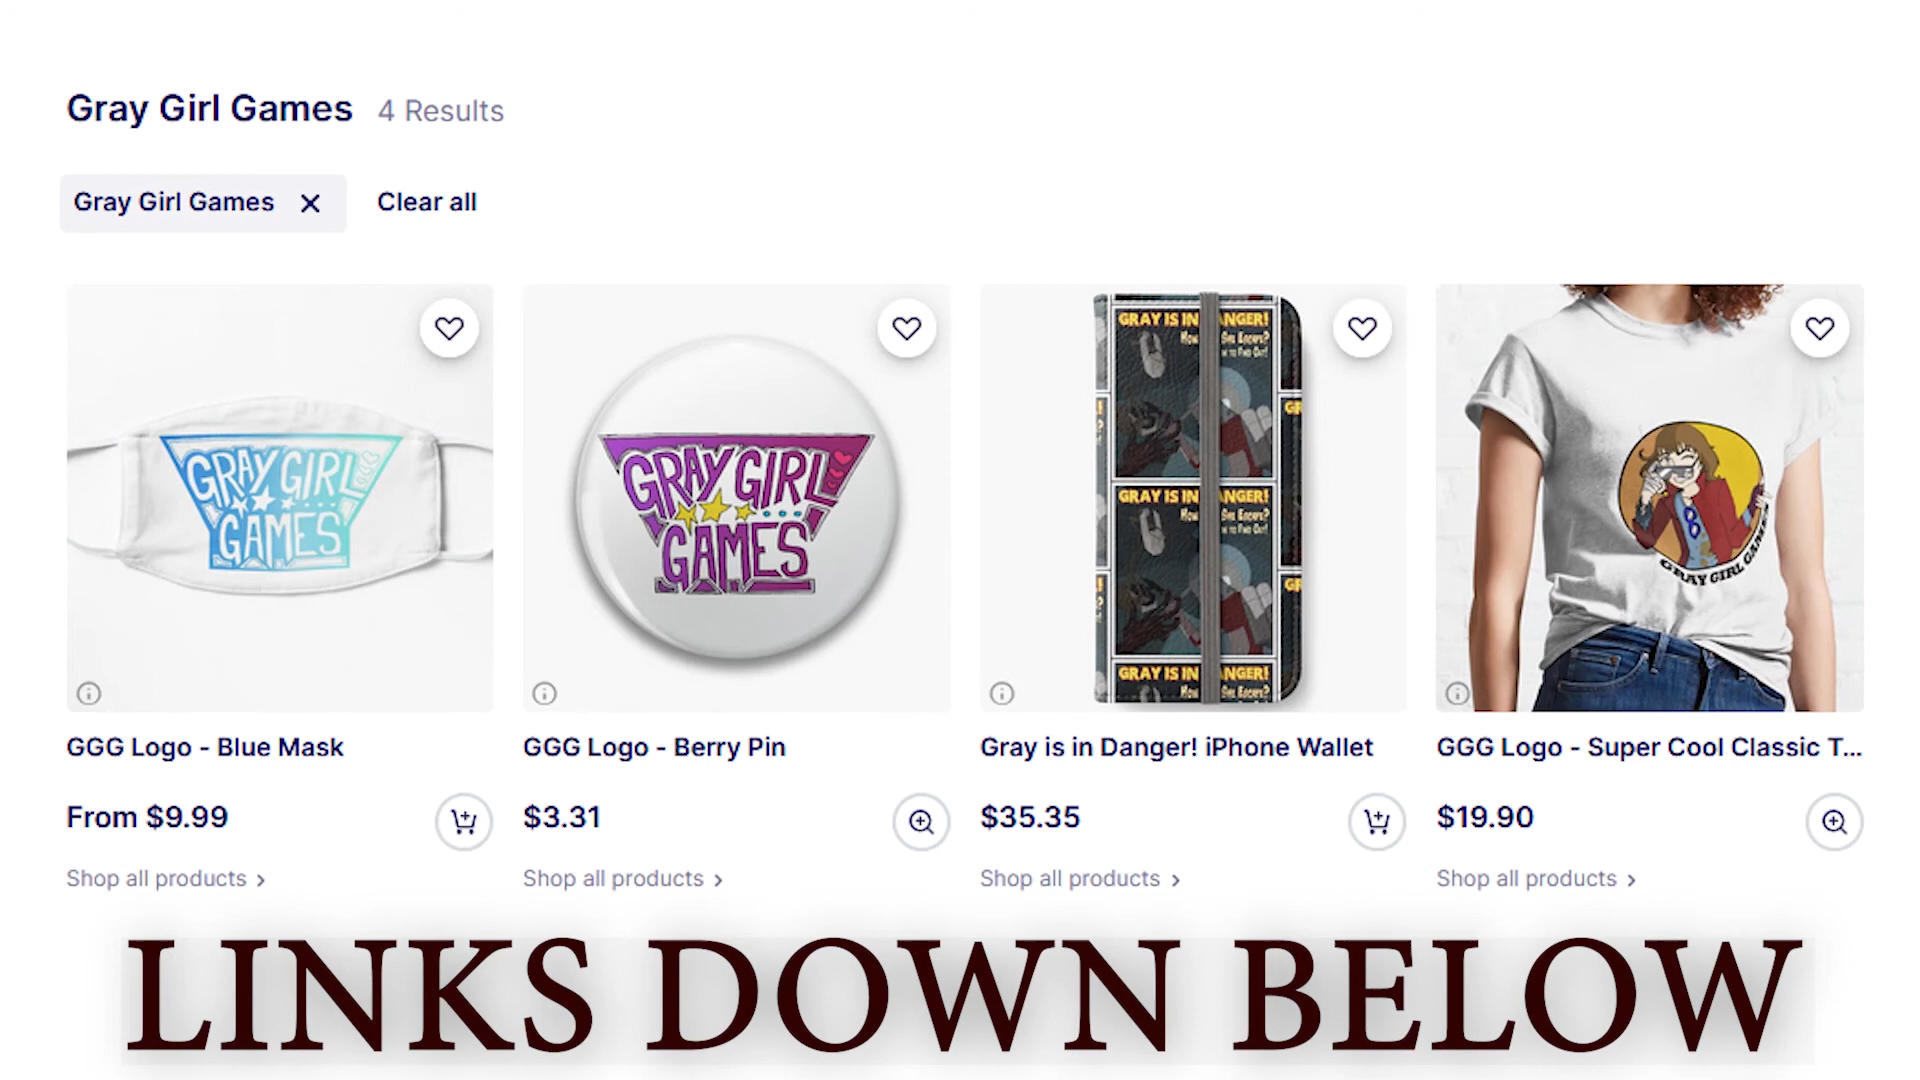 Gray Girl Games 4 Results
Gray Girl Games X Clear all
GRAY GIRL
GAMES
GRAY GIRL
GAMES
GRAY IS IN ANGER!
GRAY IS IN ANGER!
GRAY IS IN ANGER!
GRAY GIRL GAMES
GGG Logo - Blue Mask
From $9.99
Shop all products >
GGG Logo - Berry Pin
$3.31
Shop all products >
Gray is in Danger! iPhone Wallet
$35.35
Shop all products >
GGG Logo - Super Cool Classic T...
$19.90
Shop all products >
LINKS DOWN BELOW